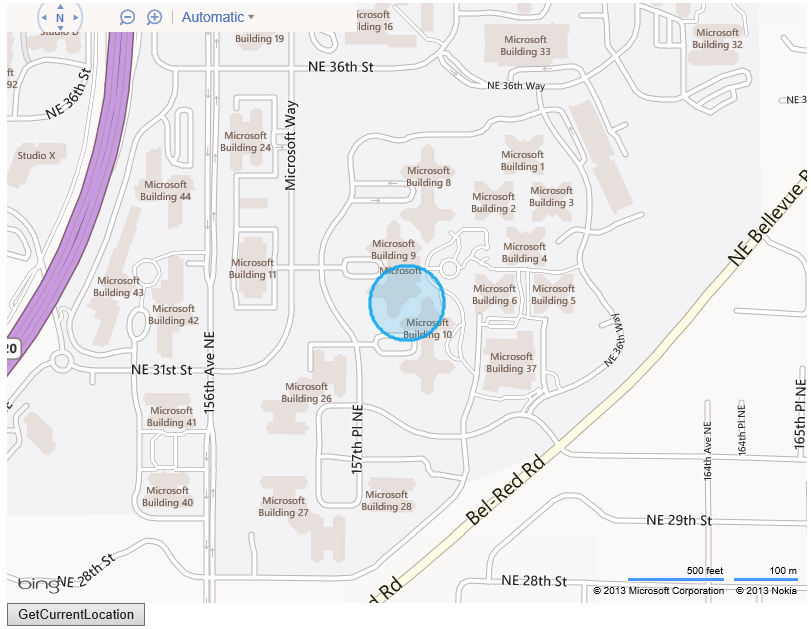 N
Automatic
Microsoft
Building 16
Building 19
Studio D
Microsoft
Building 33
Microsoft
Building 32
NE 36th St
NE 36th St
NE 36th Way
ft
92
NE 3
Microsoft Way
Microsoft
Building 24
Studio X
Microsoft
Building 1
Microsoft
Building 8
Microsoft
Building 44
Microsoft
Building 2
Microsoft
Building 3
NE Bellevue R
Microsoft
Building 9
Microsoft
Building 4
Microsoft
Microsoft
Building 11
Microsoft
Building 43
Microsoft
Building 6
Microsoft
Building 5
Microsoft
Building 42
Microsoft
Building 10
NE 36th Way
20
156th Ave NE
NE 31st St
Microsoft
Building 37
Microsoft
Building 26
Microsoft
Building 41
157th Pl NE
164th Ave NE
164th Pl NE
165th Pl NE
Microsoft
Building 40
Microsoft
Building 27
Microsoft
Building 28
Bel-Red Rd
NE 29th St
NE 28th St
NE 28th St
d Rd
bing
500 feet
100 m
© 2013 Microsoft Corporation
© 2013 Nokia
GetCurrentLocation